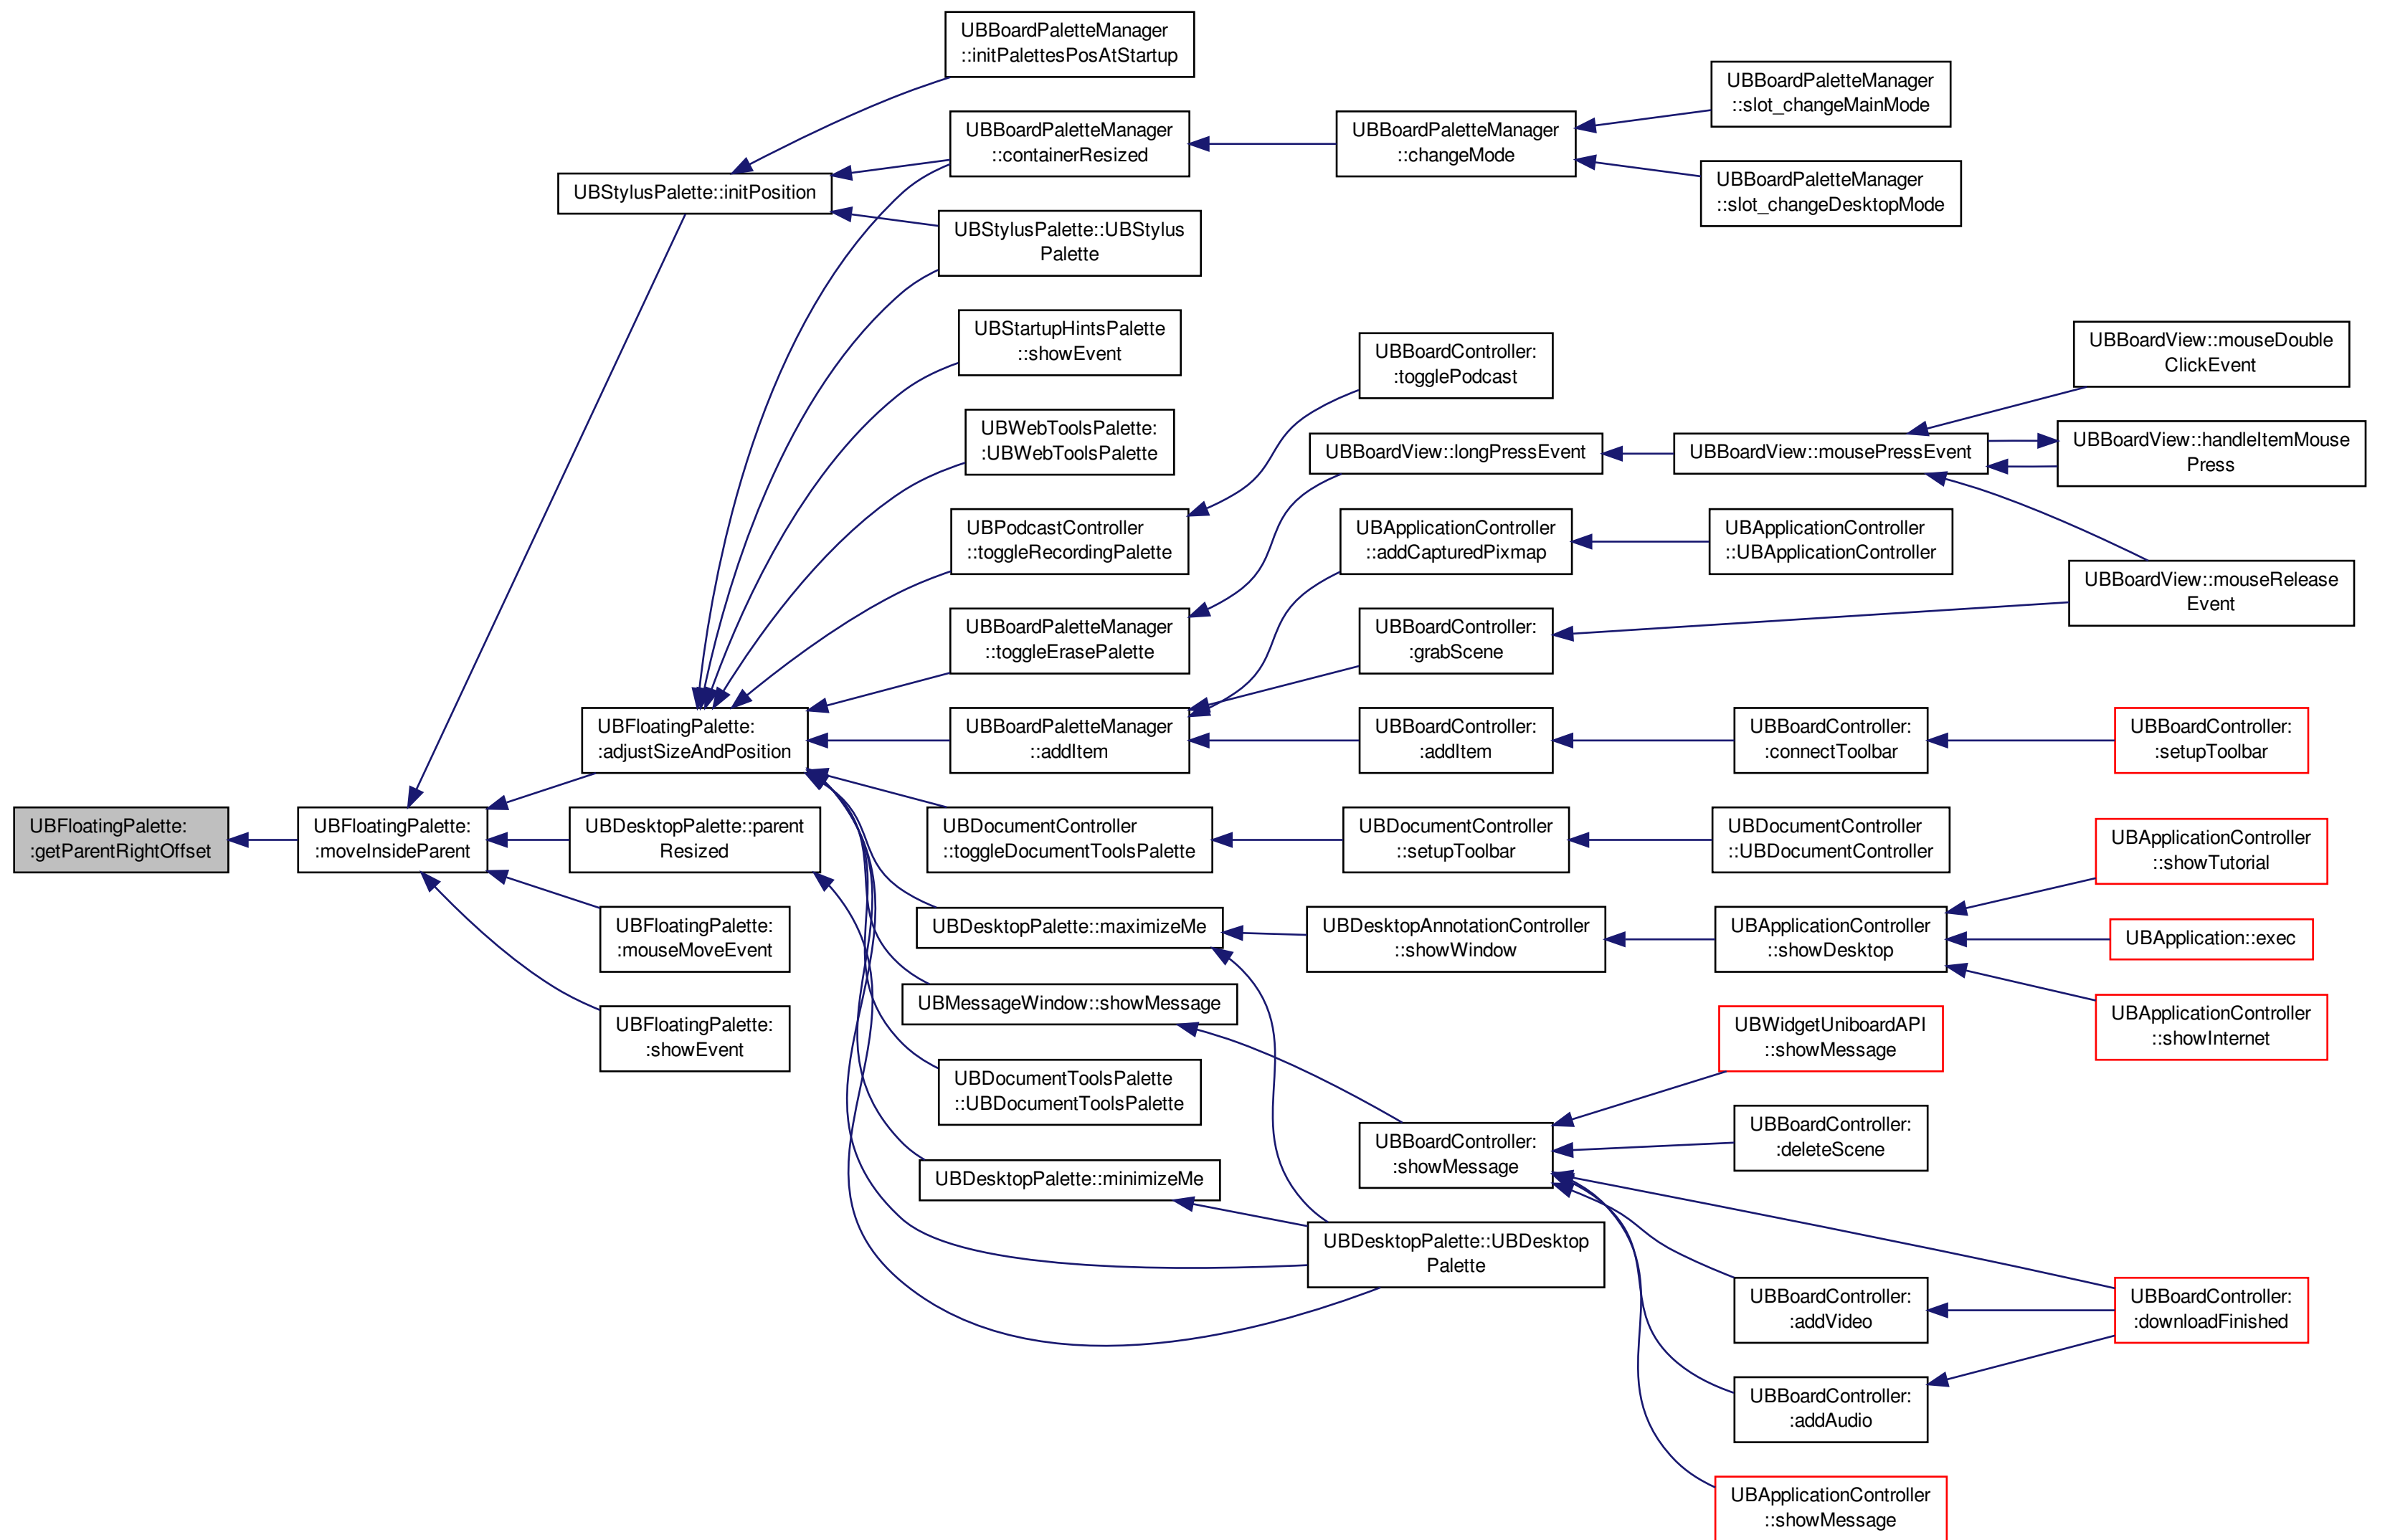 UBBoardPaletteManager
::initPalettesPosAtStartup
UBBoardPaletteManager
::slot_changeMainMode
UBBoardPaletteManager
::containerResized
UBBoardPaletteManager
::changeMode
UBBoardPaletteManager
::slot_changeDesktopMode
UBStylusPalette::initPosition
UBStylusPalette::UBStylus
Palette
UBStartupHintsPalette
::showEvent
UBBoardController:
:togglePodcast
UBBoardView::mouseDouble
ClickEvent
UBWebToolsPalette:
:UBWebToolsPalette
UBBoardView::longPressEvent
UBBoardView::mousePressEvent
UBBoardView::handleItemMouse
Press
UBPodcastController
::toggleRecordingPalette
UBApplicationController
::addCapturedPixmap
UBApplicationController
::UBApplicationController
UBBoardView::mouseRelease
Event
UBBoardPaletteManager
::toggleErasePalette
UBBoardController:
:grabScene
UBFloatingPalette:
:adjustSizeAndPosition
UBBoardPaletteManager
::addItem
UBBoardController:
:addItem
UBBoardController:
:connectToolbar
UBBoardController:
:setupToolbar
UBFloatingPalette:
:getParentRightOffset
UBFloatingPalette:
:moveInsideParent
UBDesktopPalette::parent
Resized
UBDocumentController
::toggleDocumentToolsPalette
UBDocumentController
::setupToolbar
UBDocumentController
::UBDocumentController
UBApplicationController
::showTutorial
UBFloatingPalette:
:mouseMoveEvent
UBDesktopPalette::maximizeMe
UBDesktopAnnotationController
::showWindow
UBApplicationController
::showDesktop
UBApplication::exec
UBFloatingPalette:
:showEvent
UBMessageWindow::showMessage
UBWidgetUniboardAPI
::showMessage
UBApplicationController
::showInternet
UBDocumentToolsPalette
::UBDocumentToolsPalette
UBBoardController:
:showMessage
UBBoardController:
:deleteScene
UBDesktopPalette::minimizeMe
UBDesktopPalette::UBDesktop
Palette
UBBoardController:
:addVideo
UBBoardController:
:downloadFinished
UBBoardController:
:addAudio
UBApplicationController
::showMessage